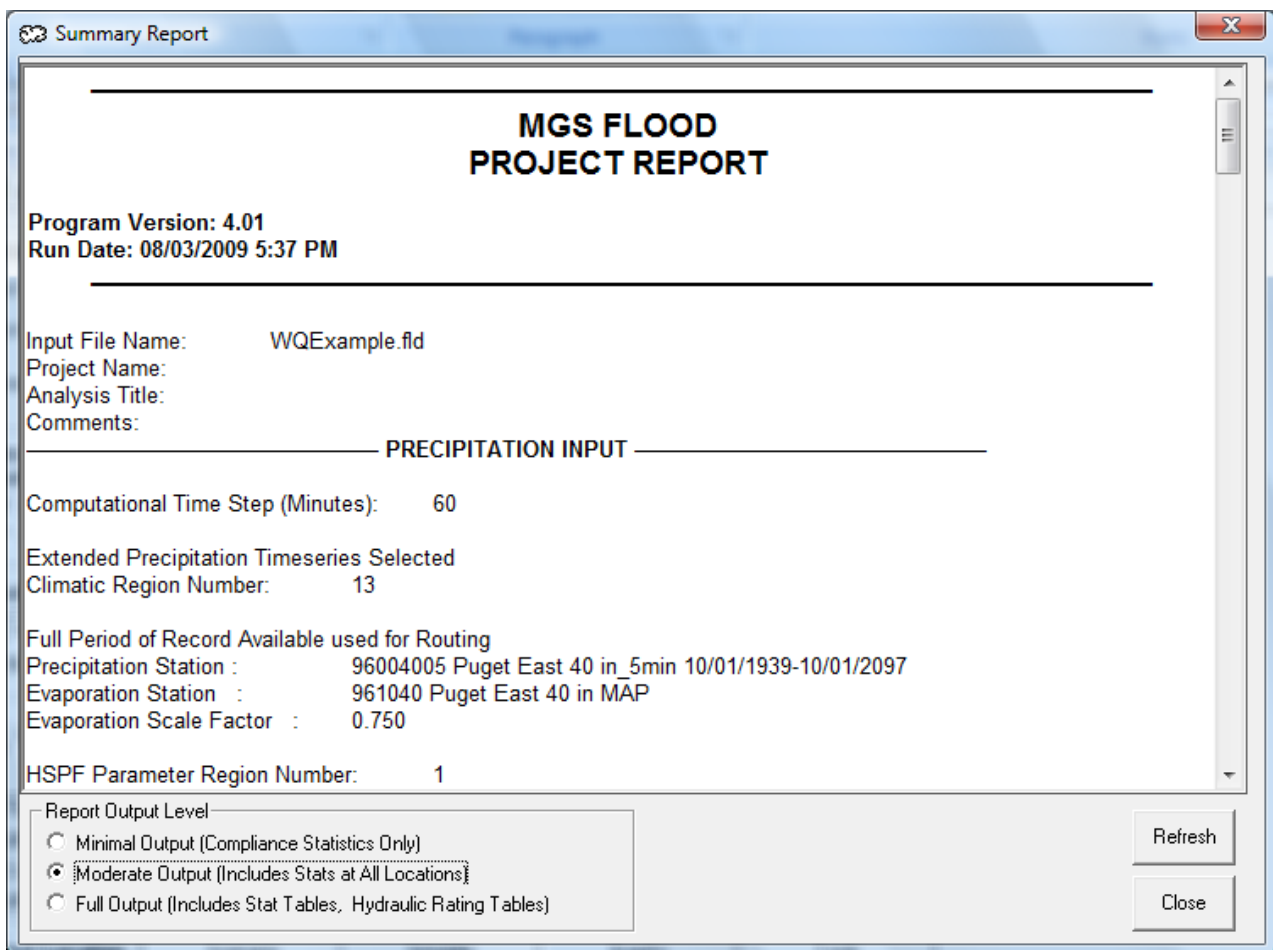 Summary Report
MGS FLOOD
PROJECT REPORT
Program Version: 4.01
Run Date: 08/03/2009 5:37 PM
Input File Name: WQExample.fld
Project Name:
Analysis Title:
Comments:
PRECIPITATION INPUT
Computational Time Step (Minutes): 60
Extended Precipitation Timeseries Selected
Climatic Region Number: 13
Full Period of Record Available used for Routing
Precipitation Station : 96004005 Puget East 40 in_5min 10/01/1939-10/01/2097
Evaporation Station : 961040 Puget East 40 in MAP
Evaporation Scale Factor : 0.750
HSPF Parameter Region Number: 1
Report Output Level
Minimal Output (Compliance Statistics Only)
Moderate Output (Includes Stats at All Locations)
Full Output (Includes Stat Tables, Hydraulic Rating Tables)
Refresh
Close